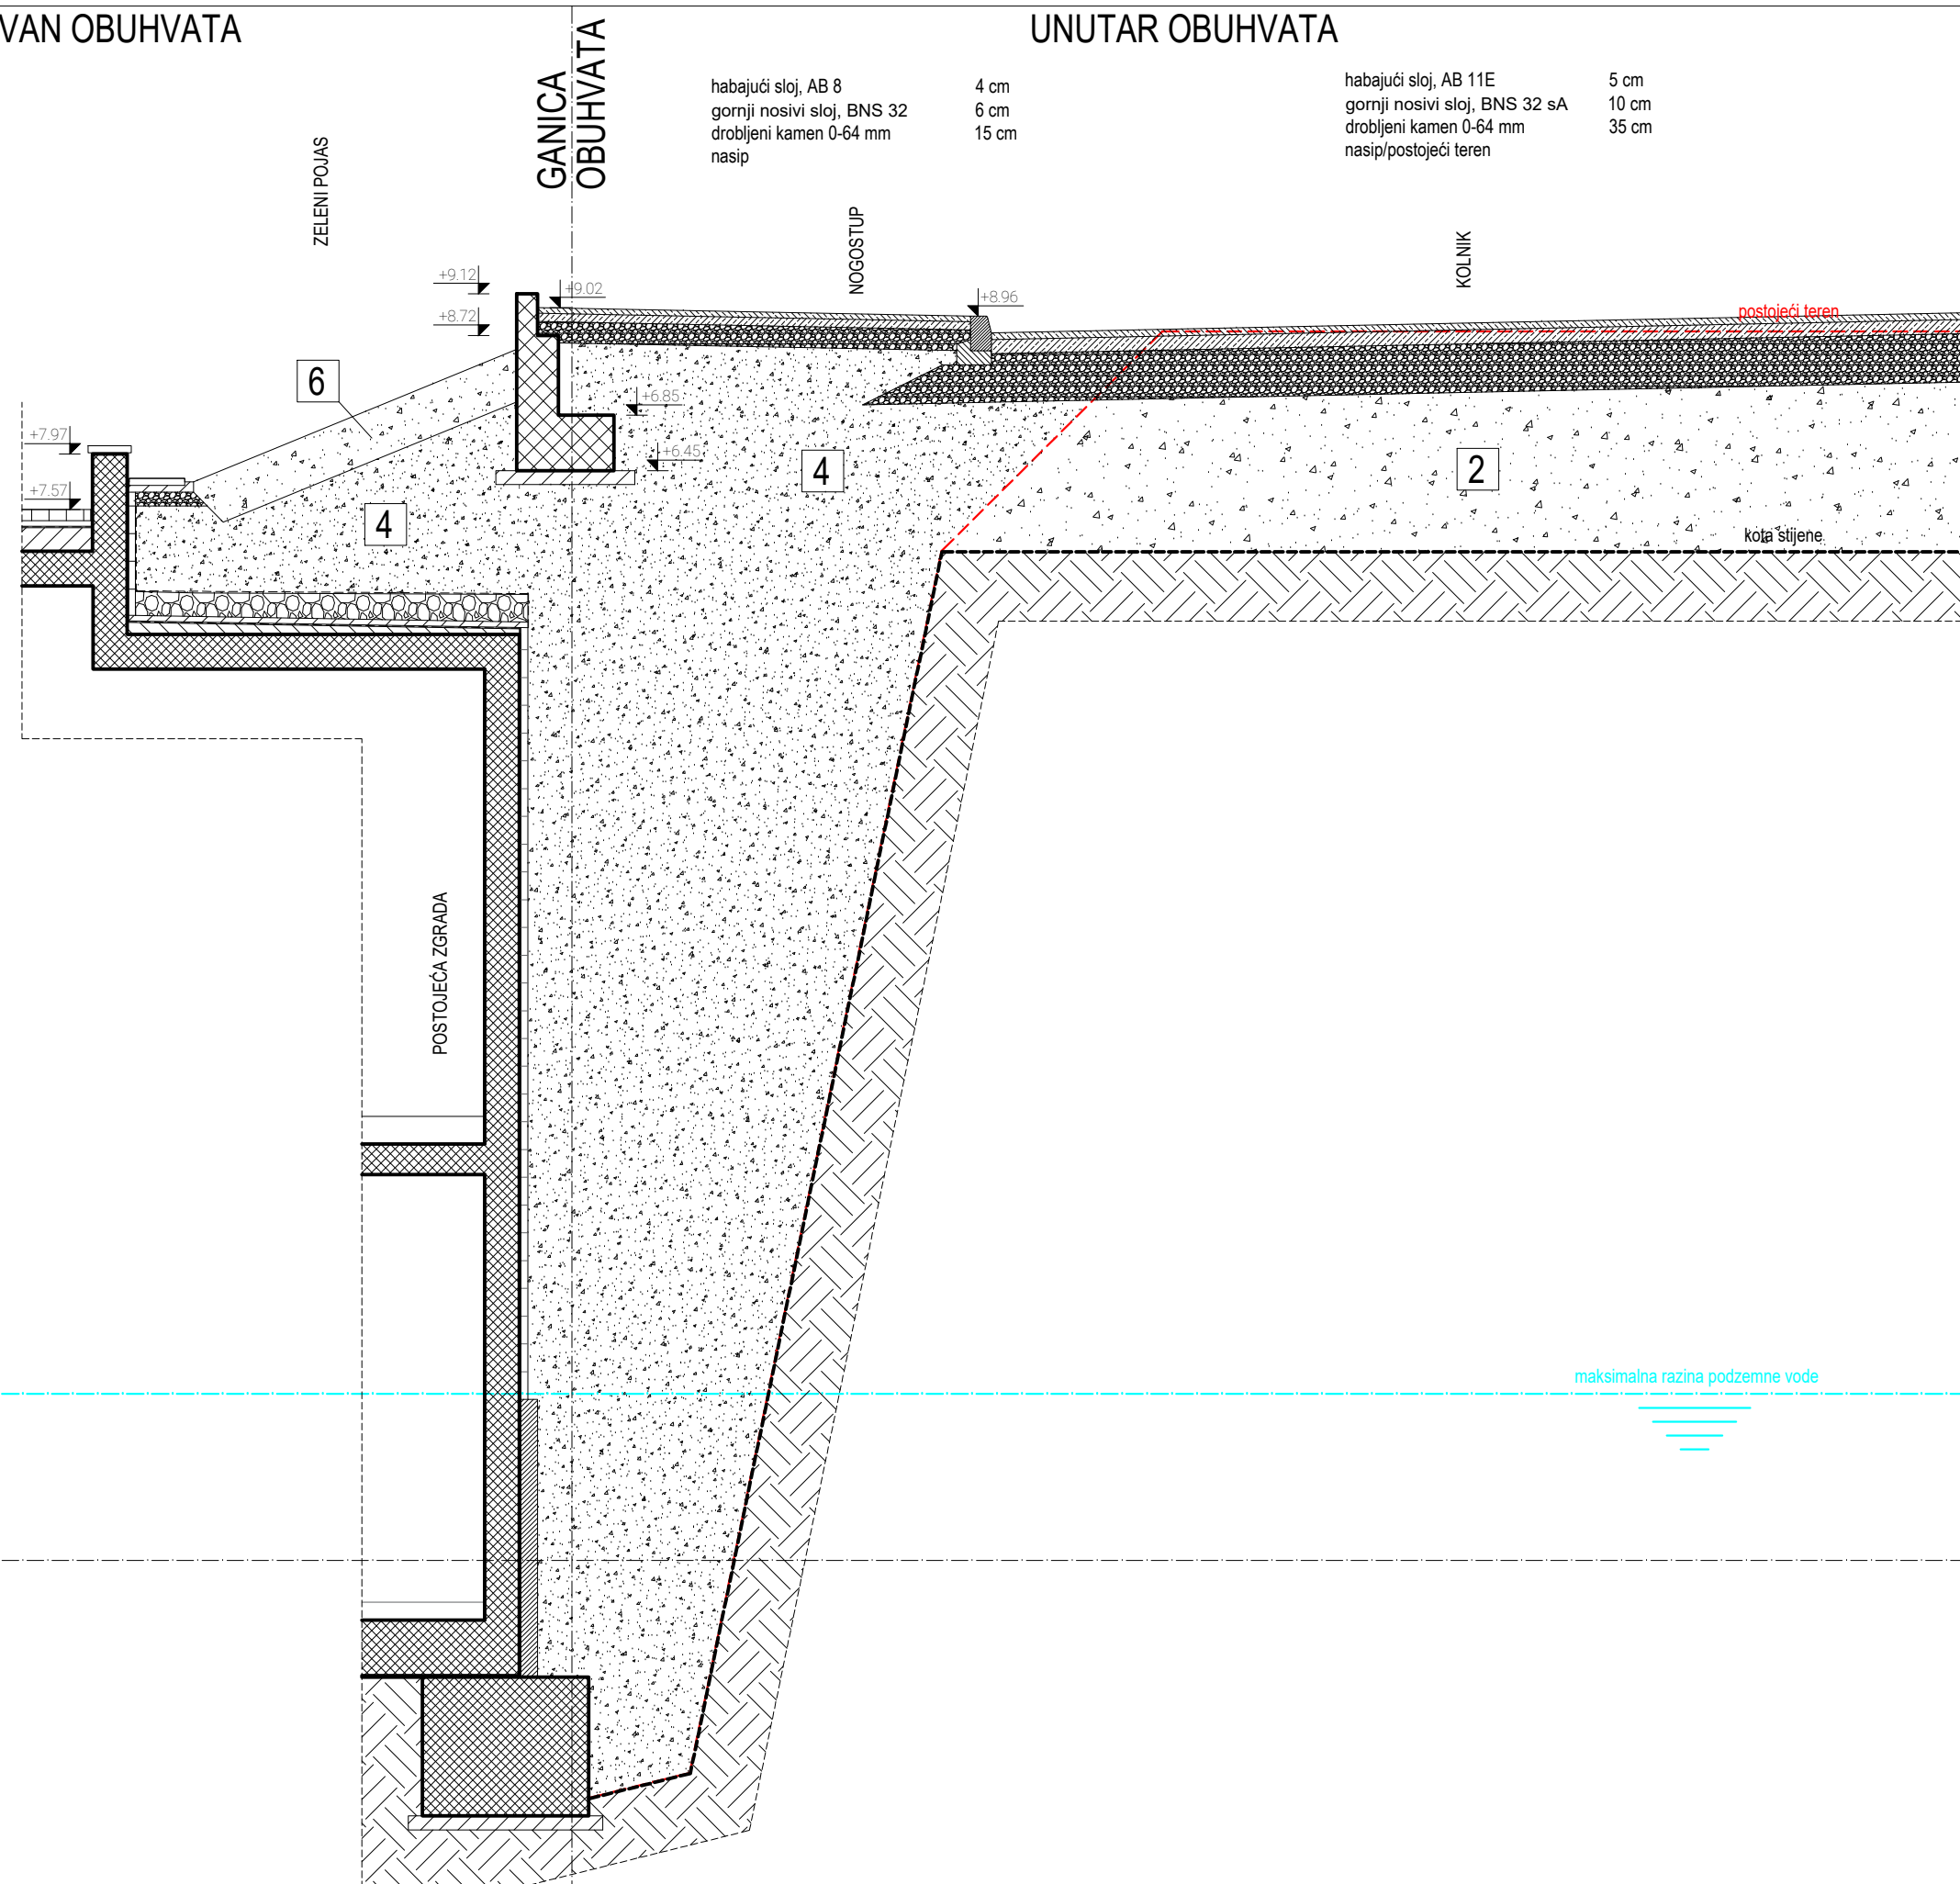 VAN OBUHVATA
UNUTAR OBUHVATA
GANICA
OBUHVATA
habajući sloj, AB 8 4 cm
gornji nosivi sloj, BNS 32 6 cm
drobljeni kamen 0-64 mm 15 cm
nasip
habajući sloj, AB 11E 5 cm
gornji nosivi sloj, BNS 32 sA 10 cm
drobljeni kamen 0-64 mm 35 cm
nasip/postojeći teren
ZELENI POJAS
NOGOSTUP
KOLNIK
+9.12
+9.02
+8.96
+8.72
postojeći teren
6
+6.85
+7.97
+6.45
4
2
+7.57
4
kota stijene
POSTOJEĆA ZGRADA
maksimalna razina podzemne vode